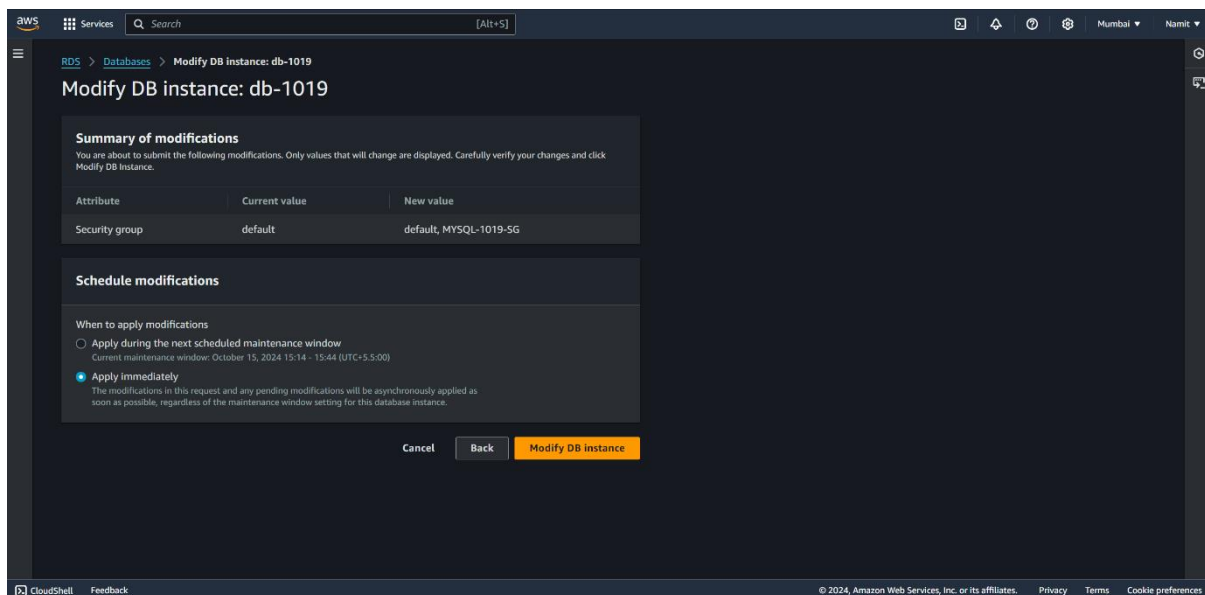 aws Services Search [Alt+S] Mumbai Namit
RDS > Databases > Modify DB instance: db-1019
Modify DB instance: db-1019
Summary of modifications
You are about to submit the following modifications. Only values that will change are displayed. Carefully verify your changes and click
Modify DB Instance.
Attribute Current value New value
Security group default default, MYSQL-1019-SG
Schedule modifications
When to apply modifications
Apply during the next scheduled maintenance window
Current maintenance window: October 15, 2024 15:14 - 15:44 (UTC+5.5:00)
Apply immediately
The modifications in this request and any pending modifications will be asynchronously applied as
soon as possible, regardless of the maintenance window setting for this database instance.
Cancel Back Modify DB instance
CloudShell Feedback © 2024, Amazon Web Services, Inc. or its affiliates. Privacy Terms Cookie preferences